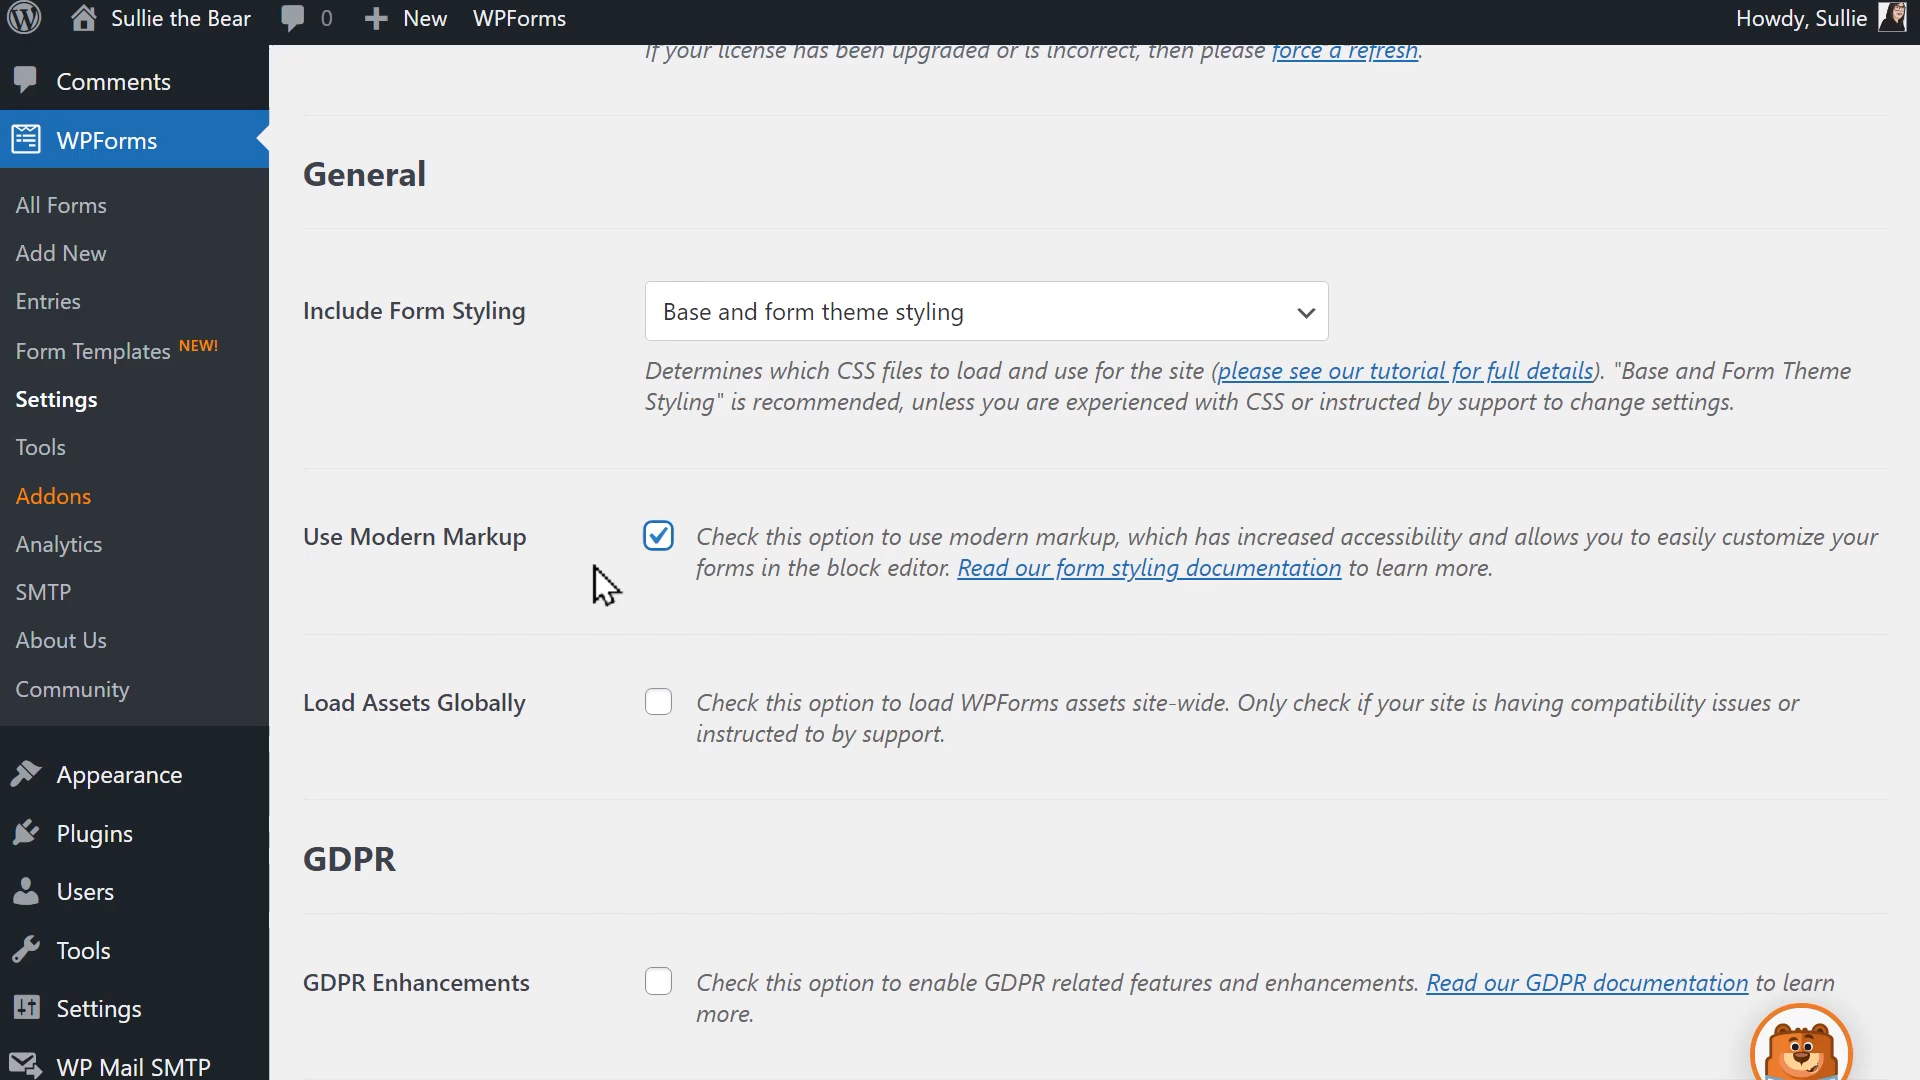 Sullie the Bear 0 New WPForms Howdy, Sullie
Comments
WPForms
All Forms
Add New
Entries
Form Templates NEW!
Settings
Tools
Addons
Analytics
SMTP
About Us
Community
Appearance
Plugins
Users
Tools
Settings
WP Mail SMTP
If your license has been upgraded or is incorrect, then please force a refresh.
General
Include Form Styling
Base and form theme styling
Determines which CSS files to load and use for the site (please see our tutorial for full details). "Base and Form Theme
Styling" is recommended, unless you are experienced with CSS or instructed by support to change settings.
Use Modern Markup
Check this option to use modern markup, which has increased accessibility and allows you to easily customize your
forms in the block editor. Read our form styling documentation to learn more.
Load Assets Globally
Check this option to load WPForms assets site-wide. Only check if your site is having compatibility issues or
instructed to by support.
GDPR
GDPR Enhancements
Check this option to enable GDPR related features and enhancements. Read our GDPR documentation to learn
more.